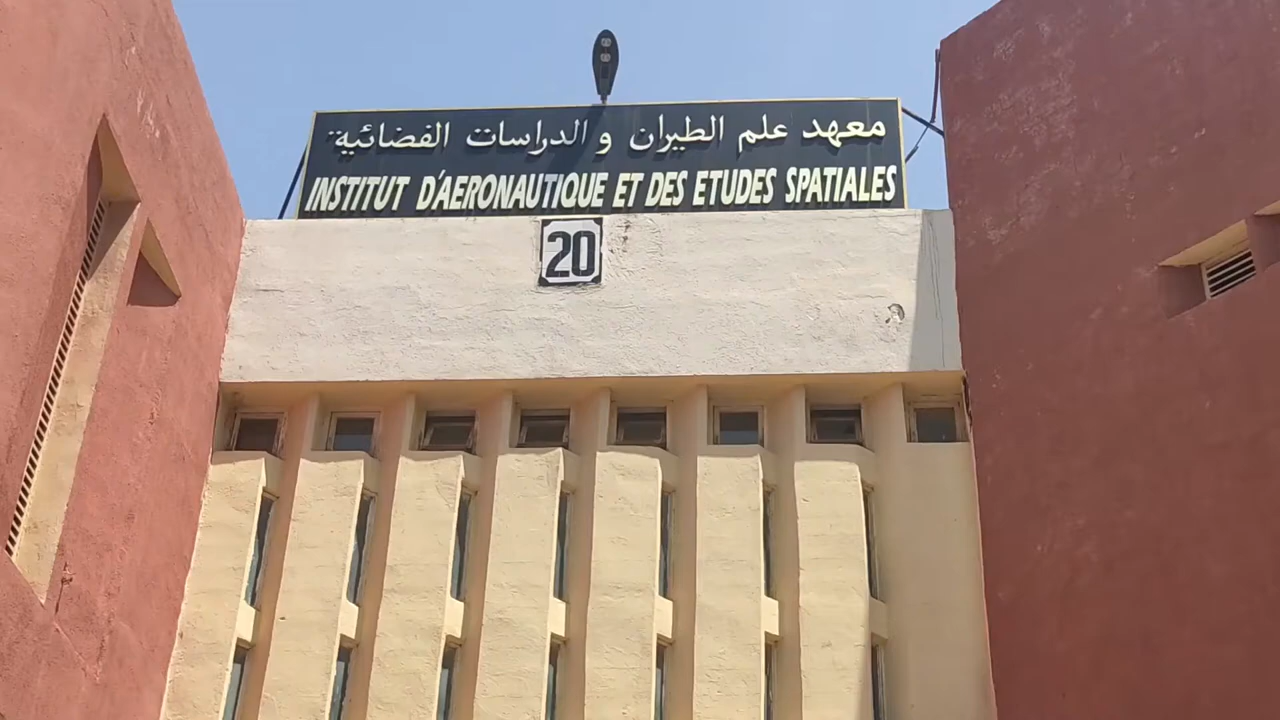 معهد علم الطيران و الدراسات الفضائية
INSTITUT D'AERONAUTIQUE ET DES ETUDES SPATIALES
20